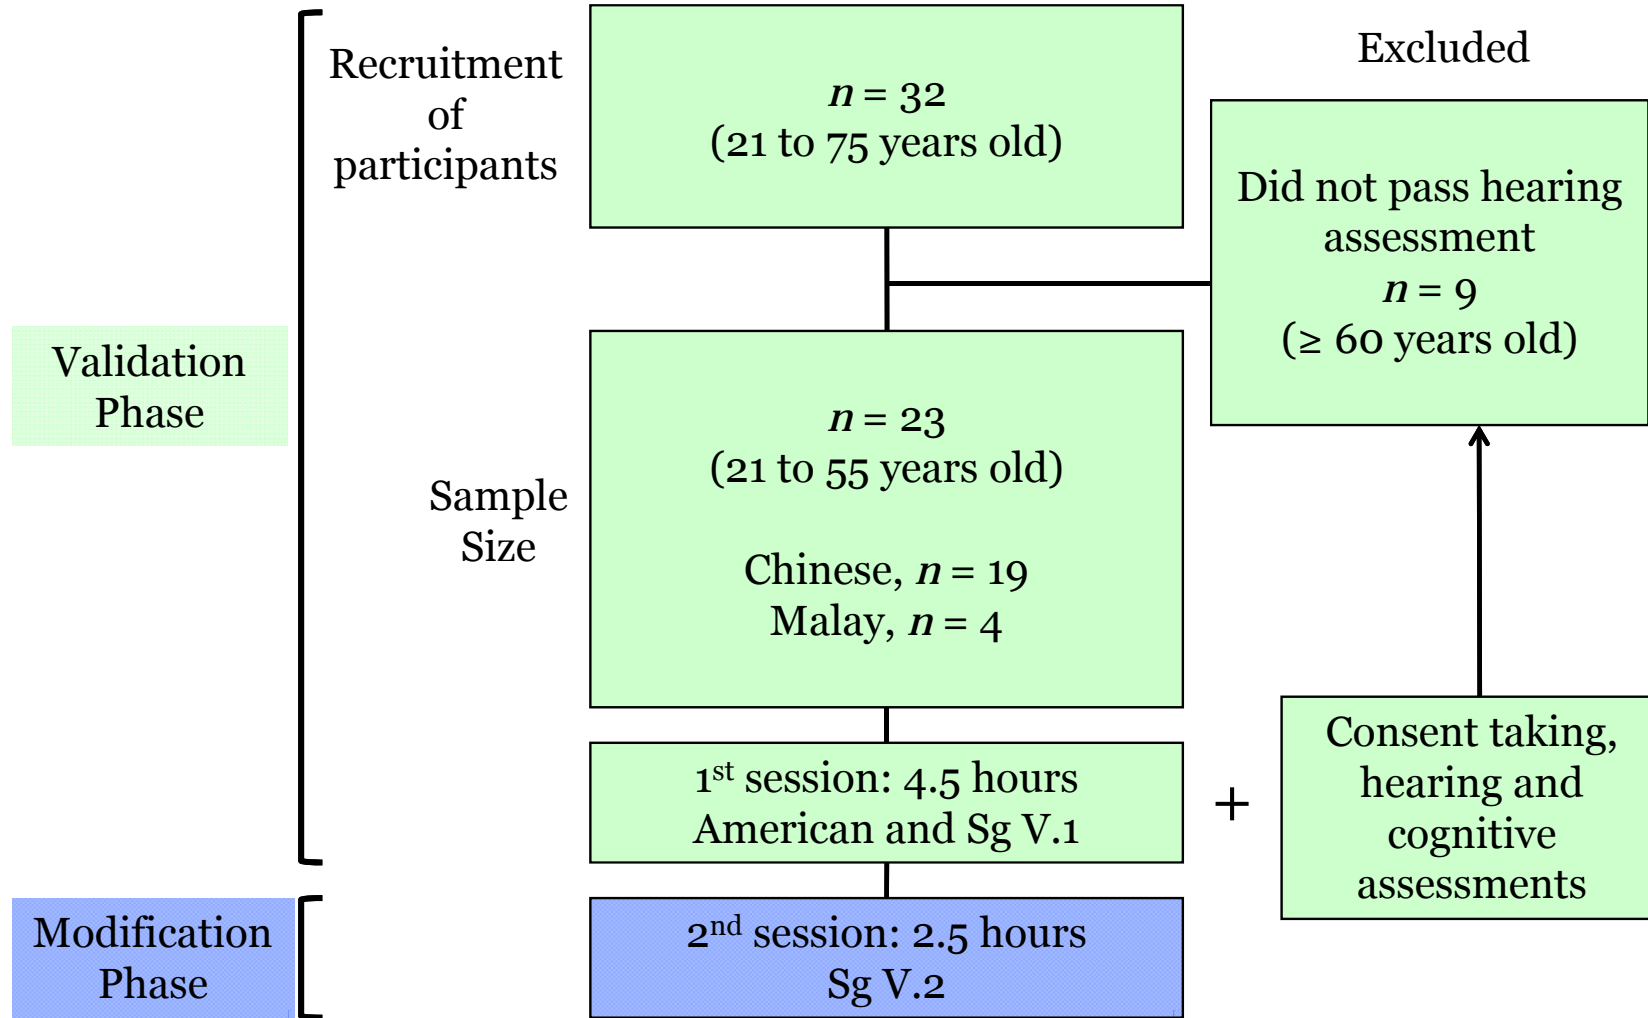 Recruitment
of
participants
n = 32
(21 to 75 years old)
Excluded
Did not pass hearing
assessment
n = 9
(≥ 60 years old)
Validation
Phase
Sample
Size
n = 23
(21 to 55 years old)
Chinese, n = 19
Malay, n = 4
1st session: 4.5 hours
American and Sg V.1
+
Consent taking,
hearing and
cognitive
assessments
Modification
Phase
2nd session: 2.5 hours
Sg V.2